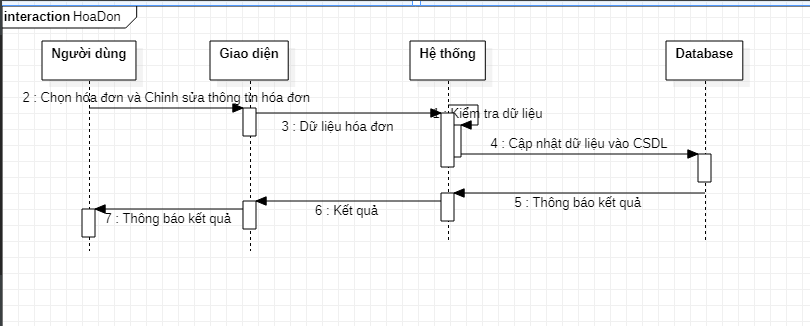 interaction HoaDon
Người dùng
Giao diện
Hệ thống
Database
2 : Chọn hóa đơn và Chỉnh sửa thông tin hóa đơn
1 : Kiểm tra dữ liệu
3 : Dữ liệu hóa đơn
4 : Cập nhật dữ liệu vào CSDL
5 : Thông báo kết quả
6 : Kết quả
7 : Thông báo kết quả